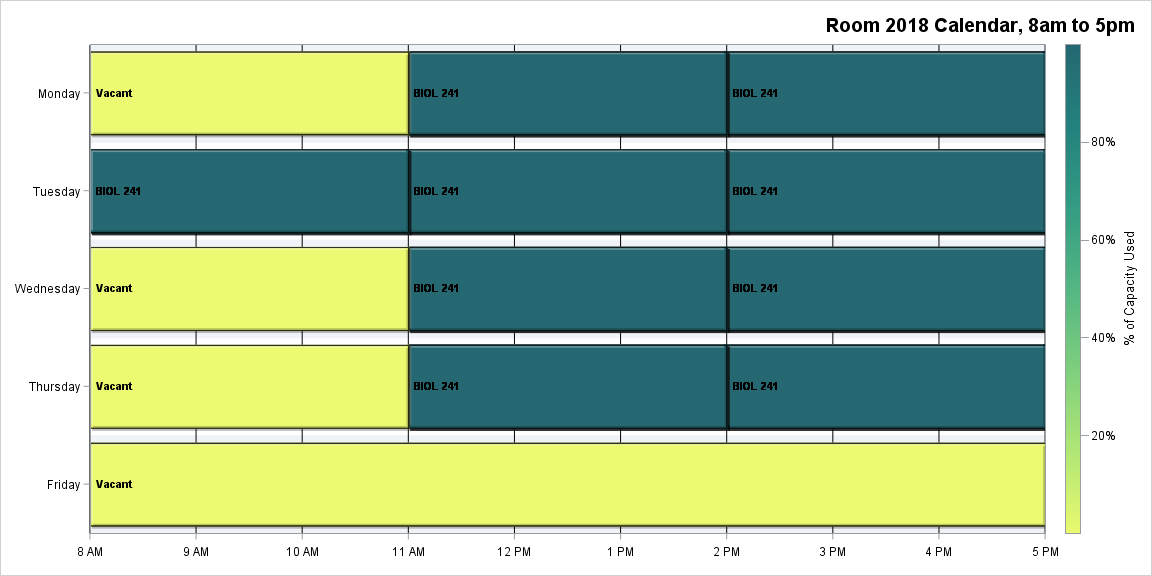 Room 2018 Calendar, 8am to 5pm
Monday
Vacant
BIOL 241
BIOL 241
Tuesday
BIOL 241
BIOL 241
BIOL 241
Wednesday
Vacant
BIOL 241
BIOL 241
Thursday
Vacant
BIOL 241
BIOL 241
Friday
Vacant
8 AM
9 AM
10 AM
11 AM
12 PM
1 PM
2 PM
3 PM
4 PM
5 PM
80%
60%
40%
20%
% of Capacity Used